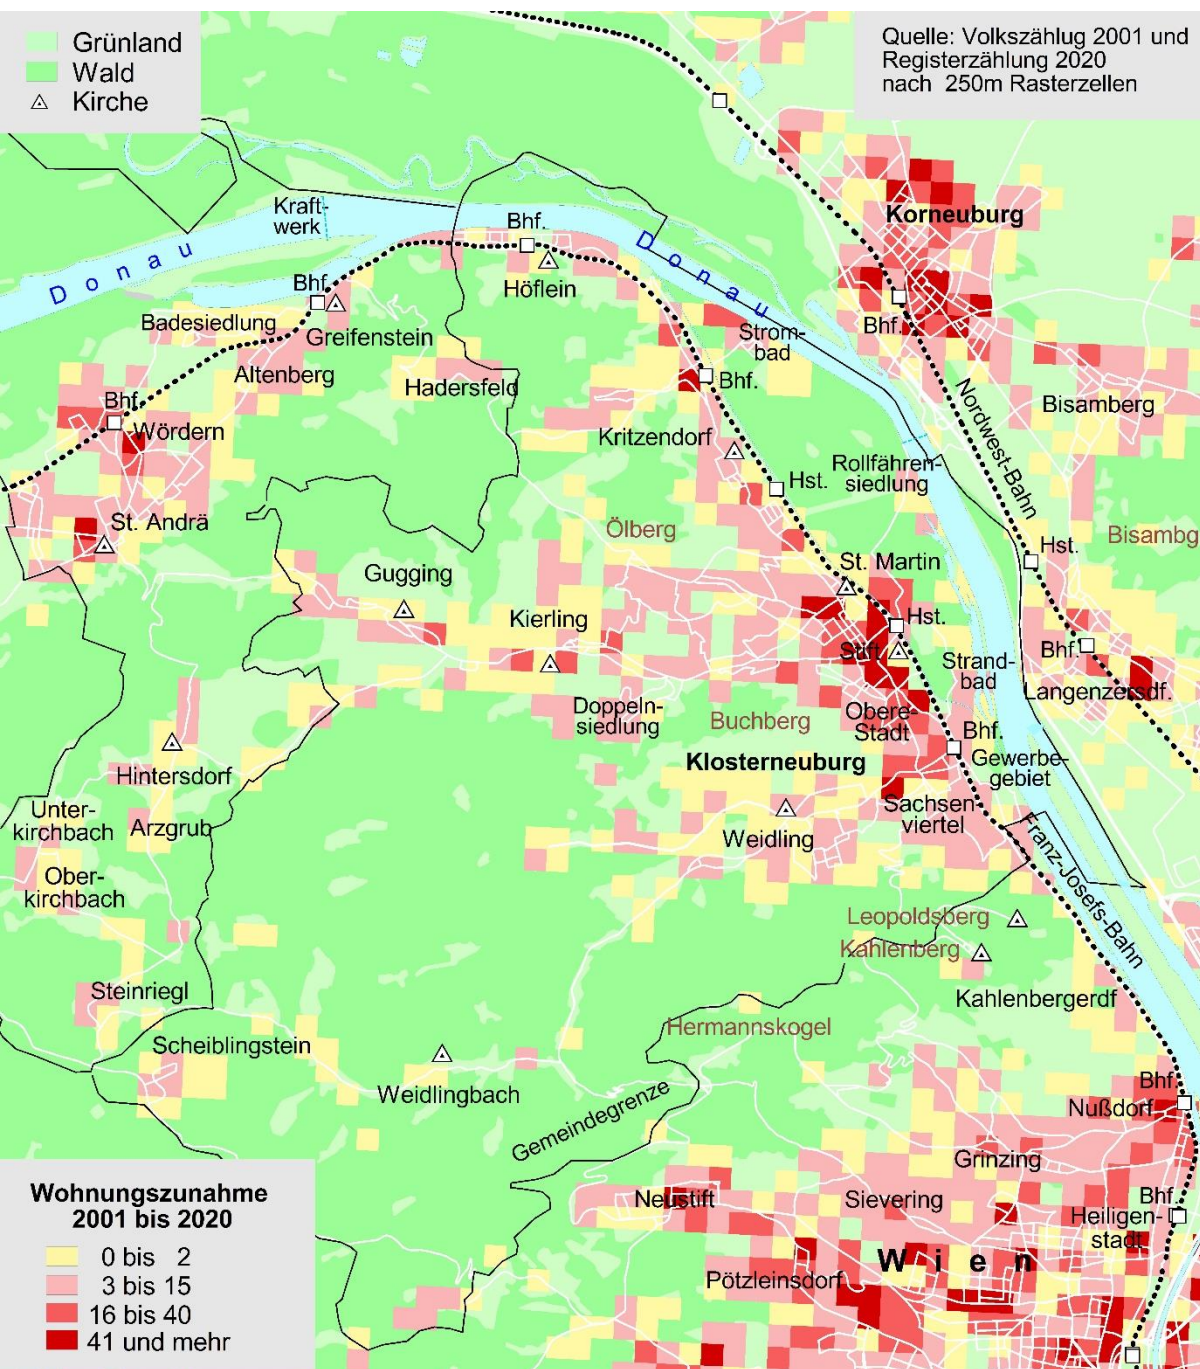 Grünland
Wald
Kirche
Quelle: Volkszählug 2001 und
Registerzählung 2020
nach 250m Rasterzellen
Korneuburg
Kraft-
werk
Bhf.
Donau
Donau
Höflein
Bhf.
Bhf.
Badesiedlung
Greifenstein
Strom-
bad
Altenberg
Hadersfeld
Bhf.
Nordwest-Bahn
Bisamberg
Bhf.
Wördern
Kritzendorf
Rollfähren-
siedlung
Hst.
St. Andrä
Ölberg
Bisambg
Hst.
St. Martin
Gugging
Kierling
Hst.
Stift
Strand-
bad
Bhf.
Langenzersdf.
Doppeln-
siedlung
Buchberg
Obere-
Stadt
Bhf.
Gewerbe-
gebiet
Klosterneuburg
Hintersdorf
Unter-
kirchbach
Arzgrub
Sachsen-
viertel
Weidling
Franz-Josefs-Bahn
Ober-
kirchbach
Leopoldsberg
Kahlenberg
Steinriegl
Kahlenbergerdf
Hermannskogel
Scheiblingstein
Weidlingbach
Gemeindegrenze
Bhf.
Nußdorf
Grinzing
Neustift
Sievering
Bhf.
Heiligen-
stadt
Wien
Pötzleinsdorf
Wohnungszunahme
2001 bis 2020
0 bis 2
3 bis 15
16 bis 40
41 und mehr